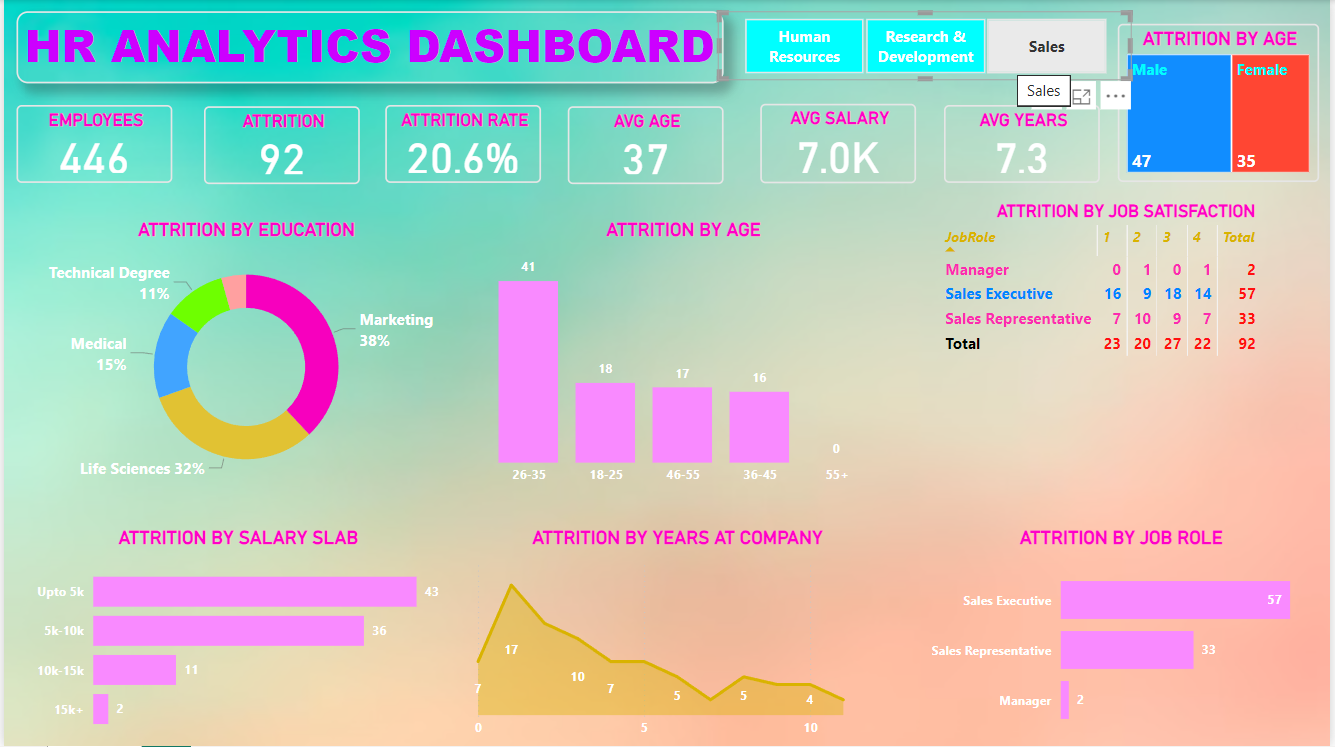 HR ANALYTICS DASHBOARD
Human
Resources
Research &
Development
Sales
Sales
ATTRITION BY AGE
Male
Female
47
35
EMPLOYEES
446
ATTRITION
92
ATTRITION RATE
20.6%
AVG AGE
37
AVG SALARY
7.0K
AVG YEARS
7.3
ATTRITION BY EDUCATION
Technical Degree
11%
Medical
15%
Marketing
38%
Life Sciences 32%
ATTRITION BY AGE
41
18
17
16
0
26-35
18-25
46-55
36-45
55+
ATTRITION BY JOB SATISFACTION
JobRole 1 2 3 4 Total
Manager 0 1 0 1 2
Sales Executive 16 9 18 14 57
Sales Representative 7 10 9 7 33
Total 23 20 27 22 92
ATTRITION BY SALARY SLAB
Upto 5k 43
5k-10k 36
10k-15k 11
15k+ 2
ATTRITION BY YEARS AT COMPANY
7
17
10
7
5
5
4
0 5 10
ATTRITION BY JOB ROLE
Sales Executive 57
Sales Representative 33
Manager 2